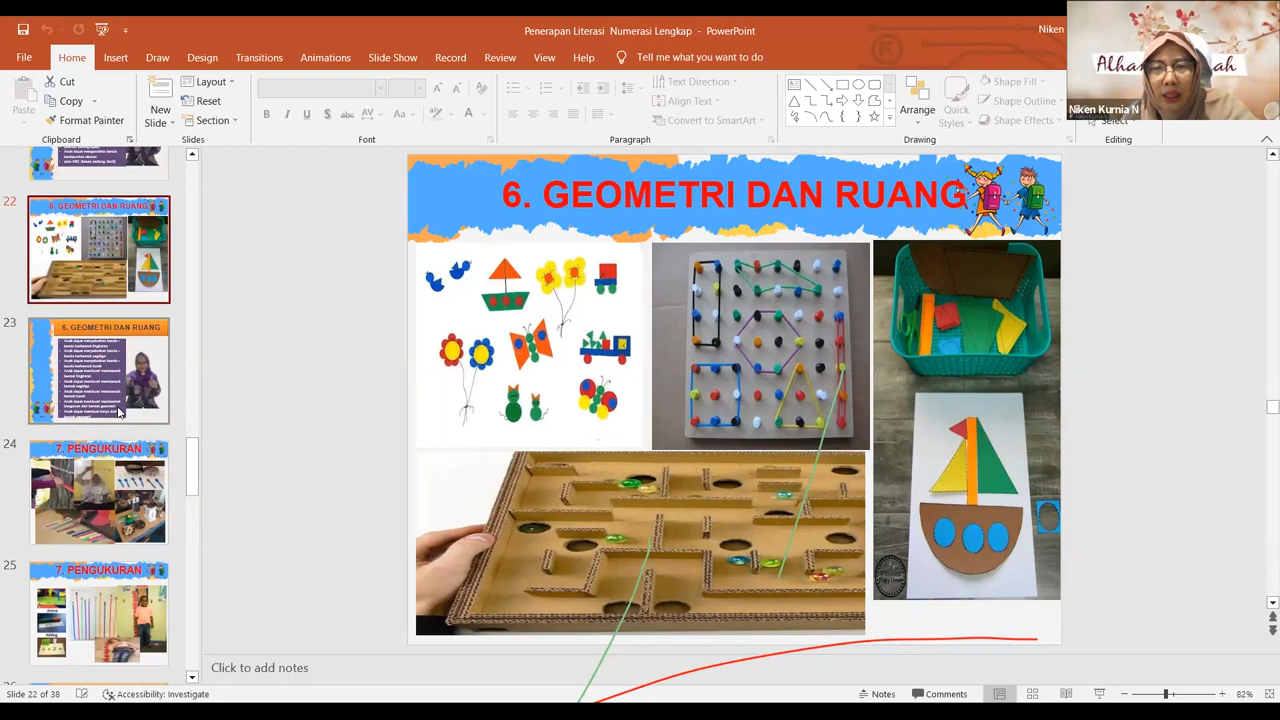 Penerapan Literasi Numerasi Lengkap - PowerPoint
Niken
File Home Insert Draw Design Transitions Animations Slide Show Record Review View Help Tell me what you want to do
Paste
Cut
Copy
Format Painter
Clipboard
New Slide
Layout
Reset
Section
Slides
B I U S abc AV Aa A
Font
Text Direction
Align Text
Convert to SmartArt
Paragraph
Arrange
Quick Styles
Shape Fill
Shape Outline
Shape Effects
Drawing
Select
Editing
Niken Kurnia N
22
6. GEOMETRI DAN RUANG
23
6. GEOMETRI DAN RUANG
24
7. PENGUKURAN
25
7. PENGUKURAN
6. GEOMETRI DAN RUANG
Click to add notes
Slide 22 of 38
Accessibility: Investigate
Notes
Comments
82%